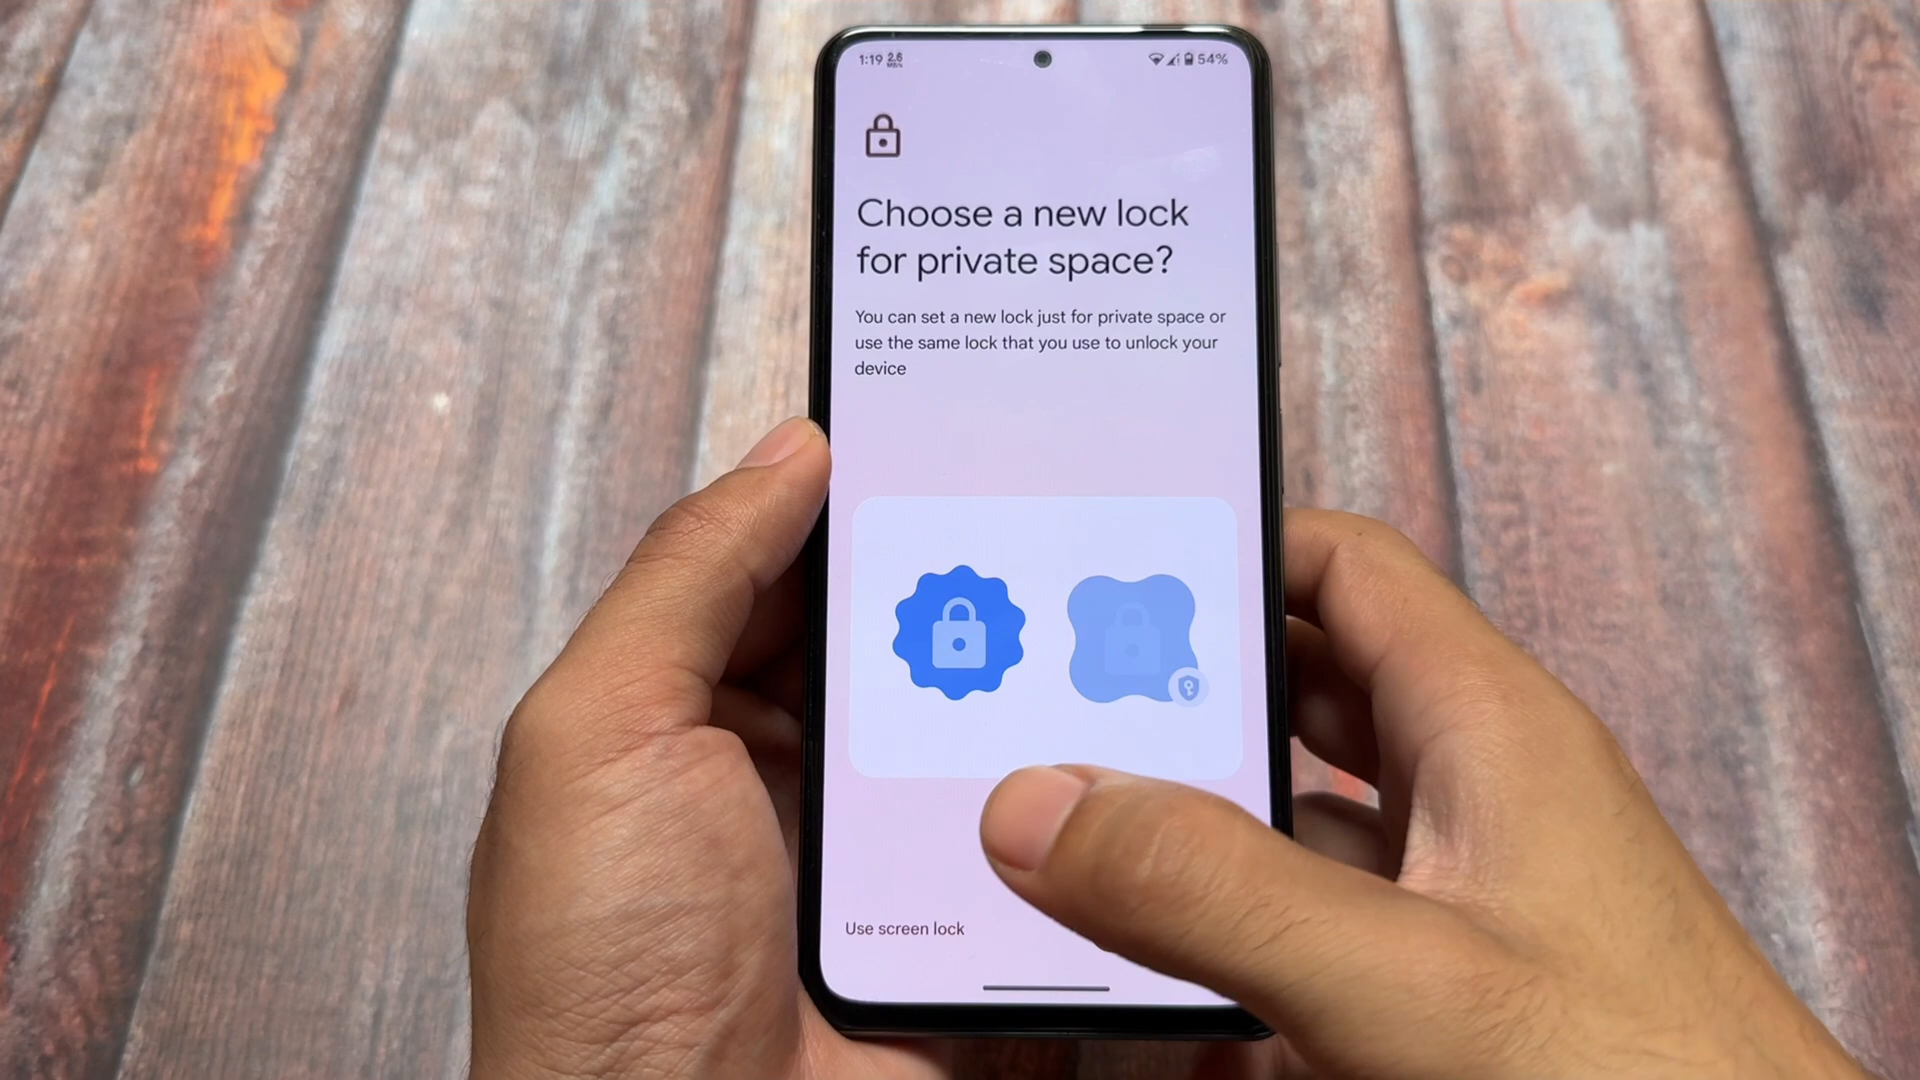 1:19 2.6 MB/s 54%
Choose a new lock
for private space?
You can set a new lock just for private space or
use the same lock that you use to unlock your
device
Use screen lock